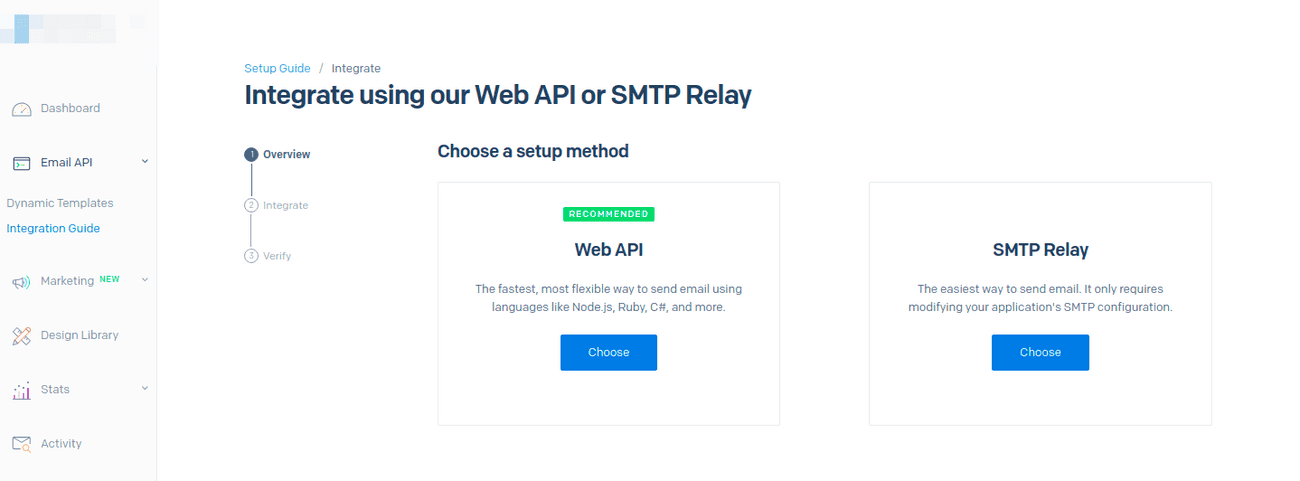 Setup Guide / Integrate
Integrate using our Web API or SMTP Relay
Dashboard
Email API
Dynamic Templates
Integration Guide
Marketing NEW
Design Library
Stats
Activity
1 Overview
2 Integrate
3 Verify
Choose a setup method
RECOMMENDED
Web API
The fastest, most flexible way to send email using
languages like Node.js, Ruby, C#, and more.
Choose
SMTP Relay
The easiest way to send email. It only requires
modifying your application's SMTP configuration.
Choose